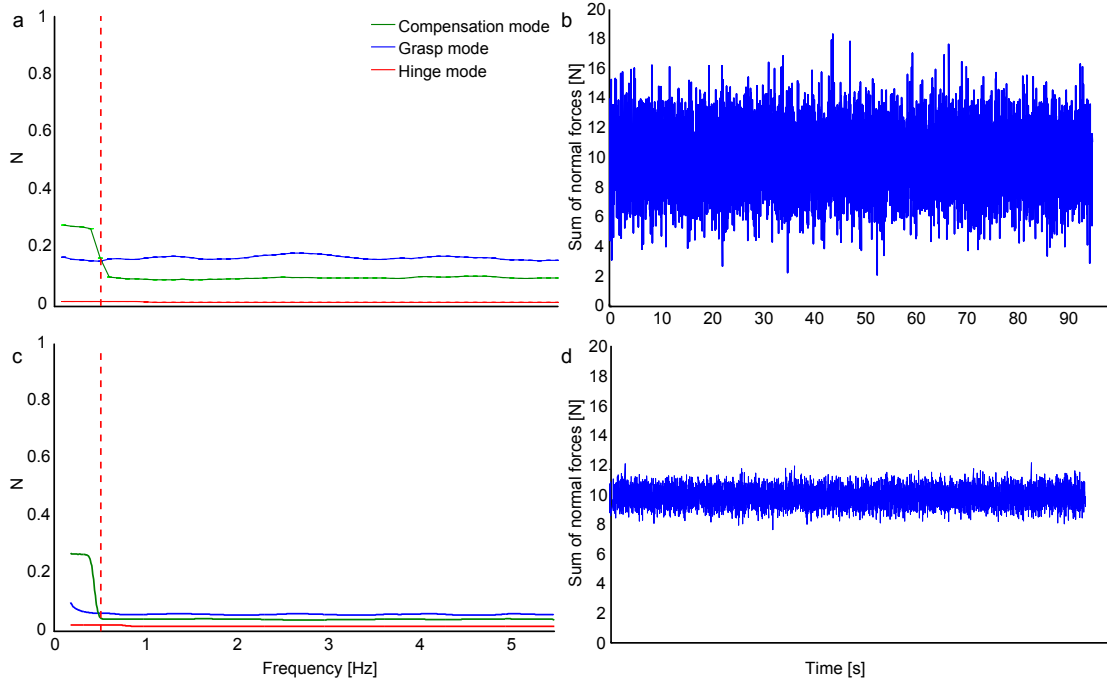 a
1
0.8
0.6
0.4
0.2
0
N
Compensation mode
Grasp mode
Hinge mode
b
20
18
16
14
12
10
8
6
4
2
0
Sum of normal forces [N]
0 10 20 30 40 50 60 70 80 90
c
1
0.8
0.6
0.4
0.2
0
N
0 1 2 3 4 5
Frequency [Hz]
d
20
18
16
14
12
10
8
6
4
2
0
Sum of normal forces [N]
Time [s]